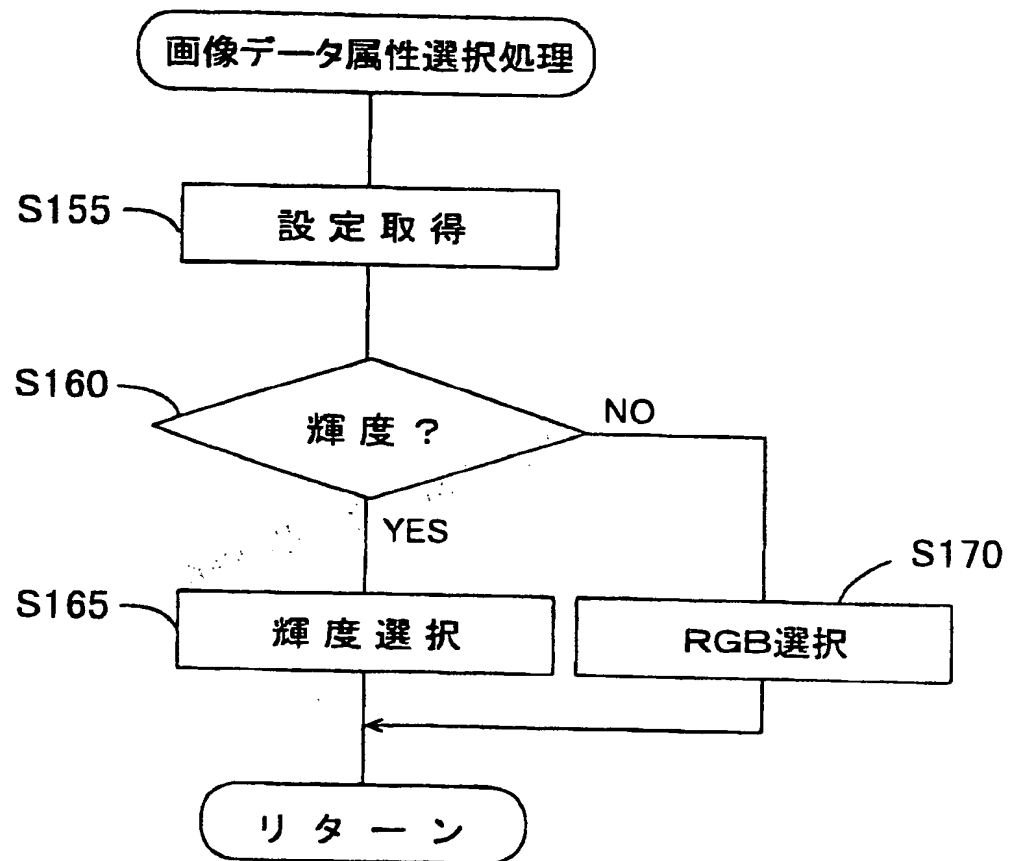 画像データ属性選択処理
S155
設定取得
S160
輝度？
NO
YES
S170
S165
輝度選択
RGB選択
リターン